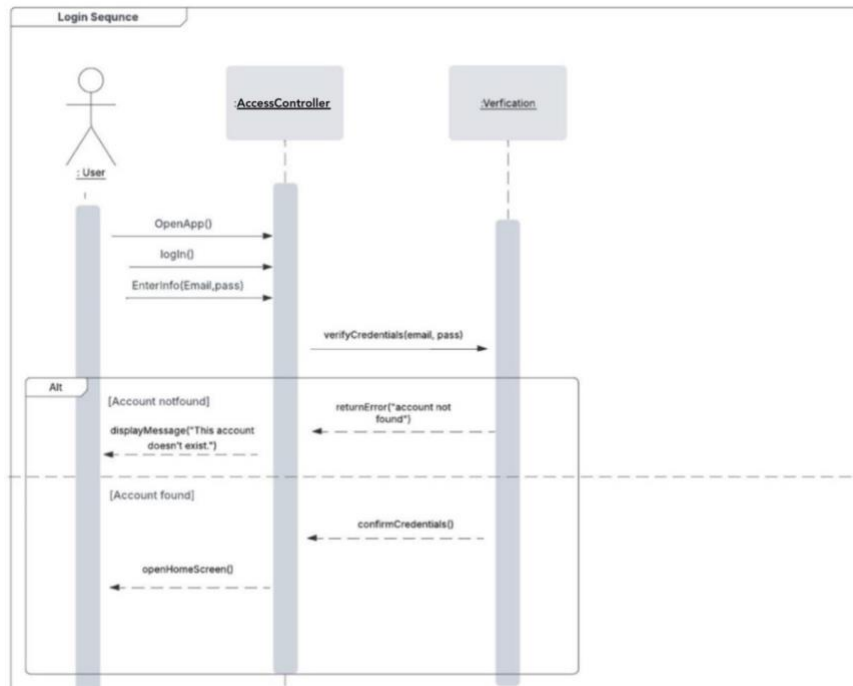 Login Sequnce
: User
:AccessController
:Verfication
OpenApp()
logIn()
EnterInfo(Email,pass)
verifyCredentials(email, pass)
Alt
[Account notfound]
returnError("account not
found")
displayMessage("This account
doesn't exist.")
[Account found]
confirmCredentials()
openHomeScreen()